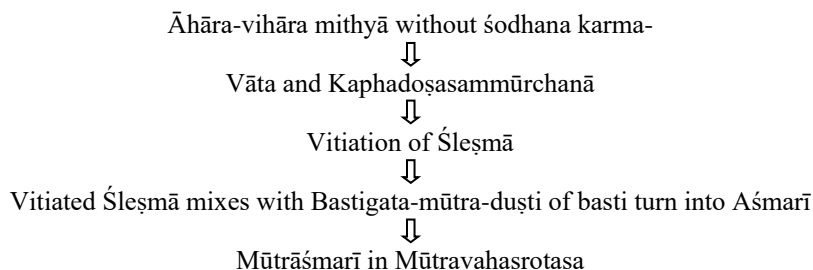 Āhāra-vihāra mithyā without śodhana karma-
⇩
Vāta and Kaphadoṣasammūrchanā
⇩
Vitiation of Śleṣmā
⇩
Vitiated Śleṣmā mixes with Bastigata-mūtra-duṣti of basti turn into Aśmarī
⇩
Mūtrāśmarī in Mūtravahasrotasa